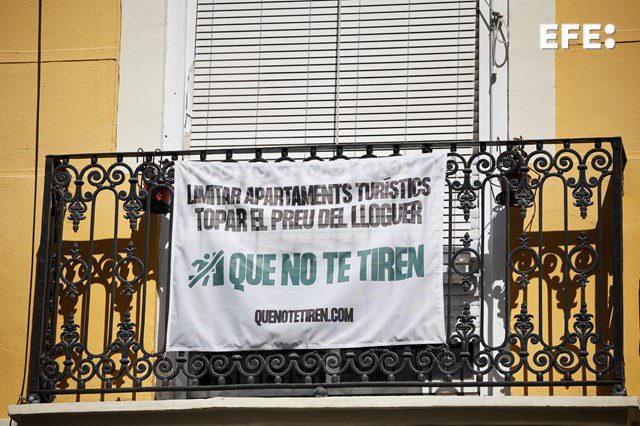 EFE:
LIMITAR APARTAMENTS TURÍSTICS
TOPAR EL PREU DEL LLOGUER
QUE NO TE TIREN
QUENOTETIREN.COM